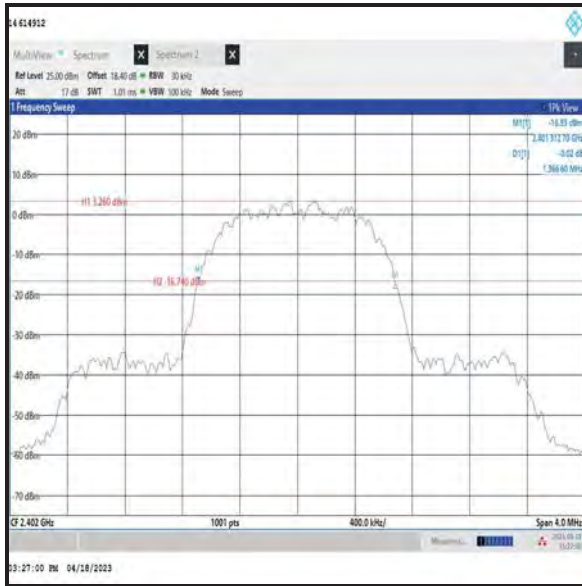 14 614912
MultiView Spectrum X Spectrum 2 X
Ref Level 25.00 dBm Offset 18.40 dB RBW 30 kHz
Att 17 dB SWT 1.01 ms VBW 100 kHz Mode Sweep
1 Frequency Sweep 1Pk View
M1[1]
20 dBm
D1[1] -0.02 dB
1.36660 MHz
10 dBm
H1 3.260 dBm
0 dBm
-10 dBm
H2 -16.740 dBm
-20 dBm
-30 dBm
-40 dBm
-50 dBm
-60 dBm
-70 dBm
CF 2.402 GHz 1001 pts 400.0 kHz/ Span 4.0 MHz
03:27:00 PM 04/18/2023